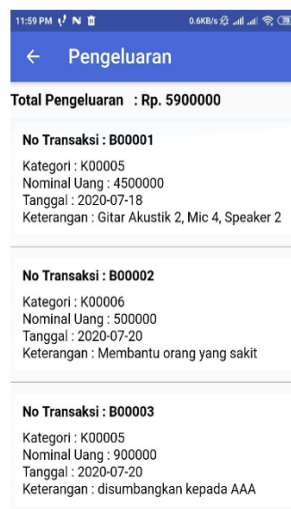 11:59 PM 0.6KB/s 78
Pengeluaran
Total Pengeluaran : Rp. 5900000
No Transaksi : B00001
Kategori : K00005
Nominal Uang : 4500000
Tanggal : 2020-07-18
Keterangan : Gitar Akustik 2, Mic 4, Speaker 2
No Transaksi : B00002
Kategori : K00006
Nominal Uang : 500000
Tanggal : 2020-07-20
Keterangan : Membantu orang yang sakit
No Transaksi : B00003
Kategori : K00005
Nominal Uang : 900000
Tanggal : 2020-07-20
Keterangan : disumbangkan kepada AAA